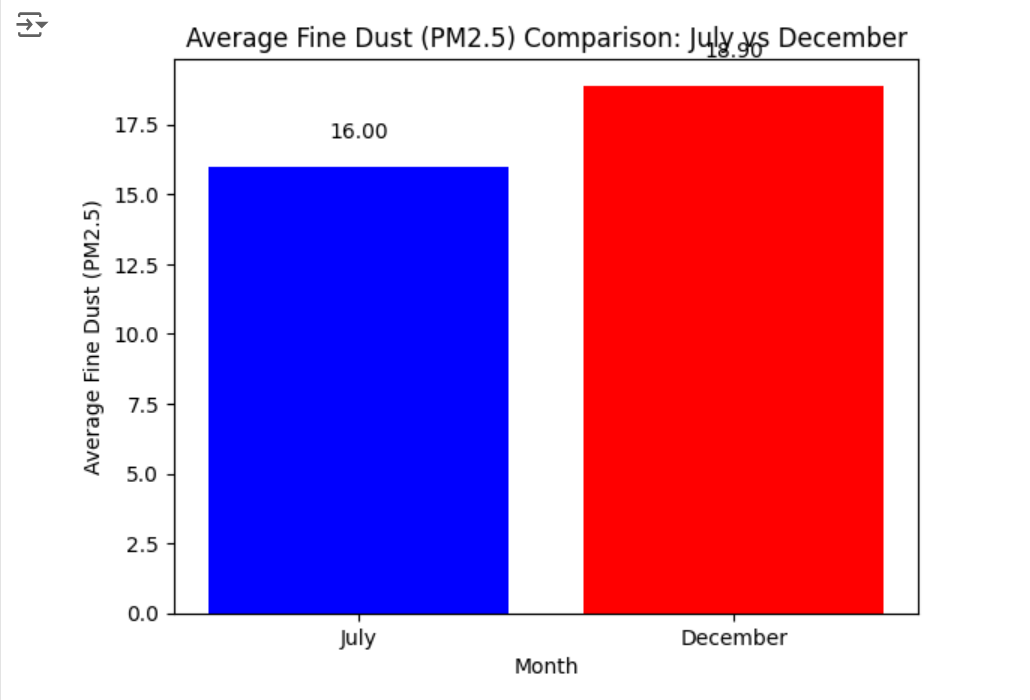 Average Fine Dust (PM2.5) Comparison: July vs December
18.90
16.00
17.5
15.0
12.5
10.0
7.5
5.0
2.5
0.0
Average Fine Dust (PM2.5)
July
December
Month